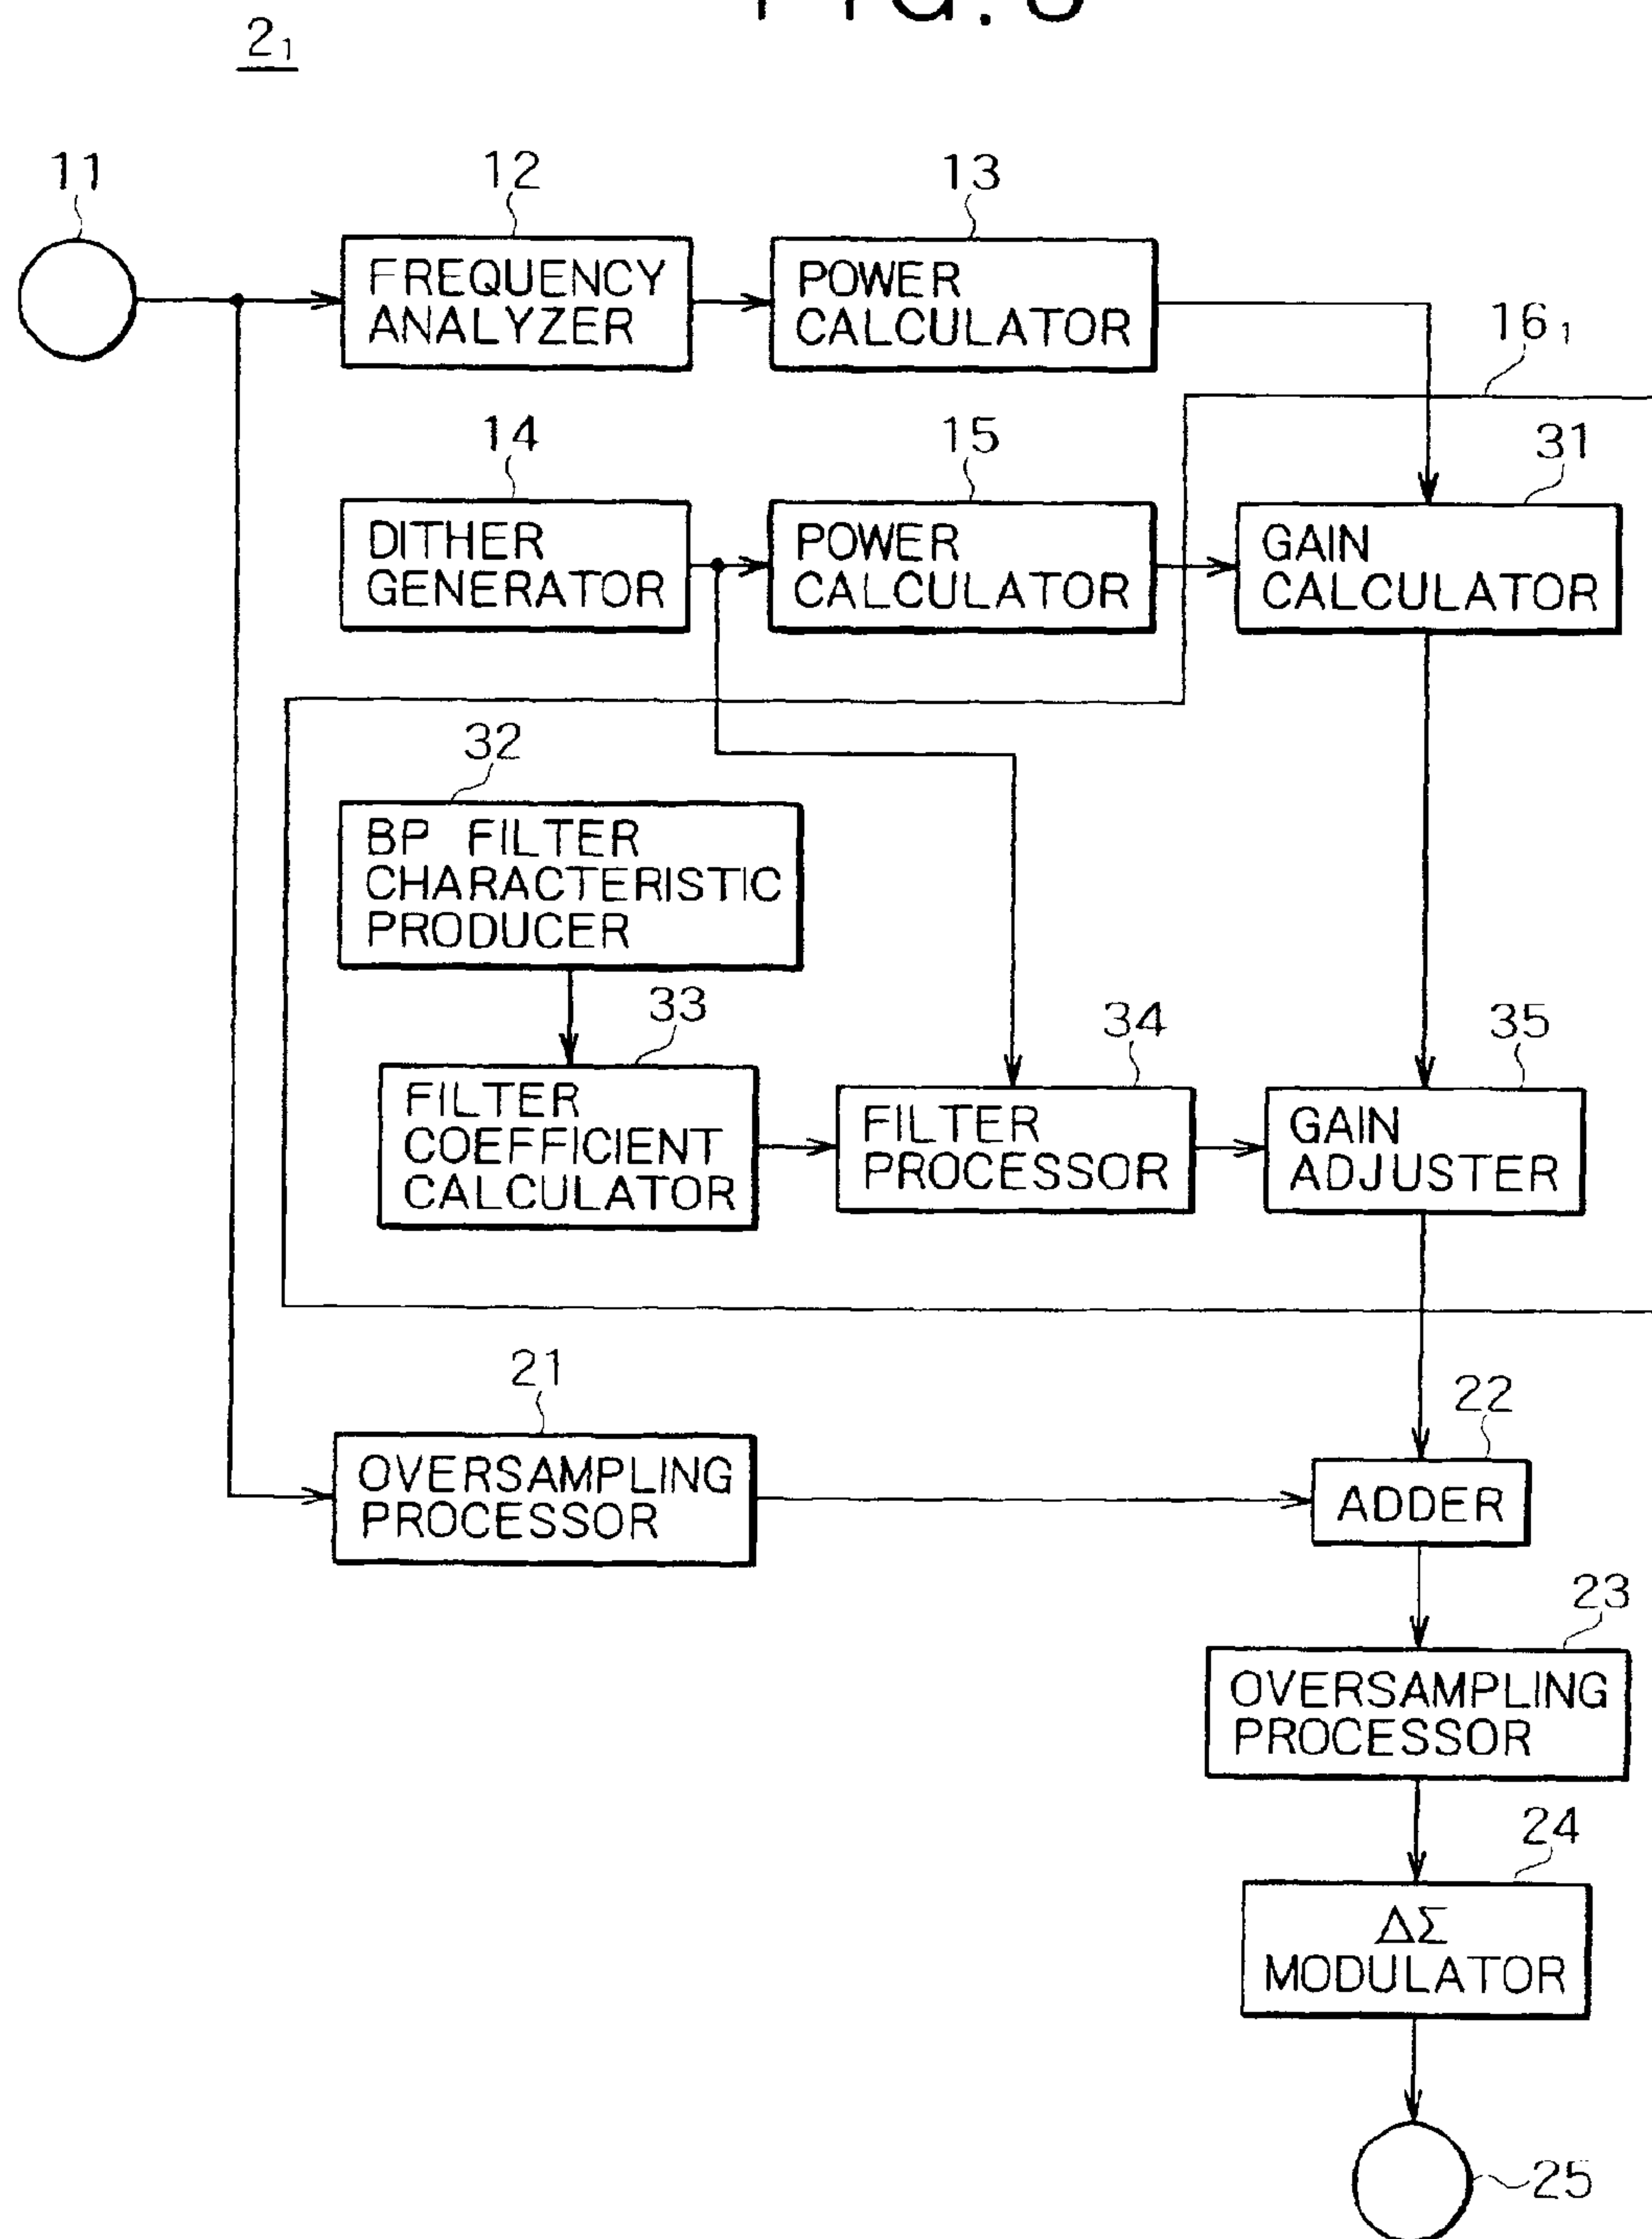 2₁
11
12
13
FREQUENCY
ANALYZER
POWER
CALCULATOR
16₁
14
15
31
DITHER
GENERATOR
POWER
CALCULATOR
GAIN
CALCULATOR
32
BP FILTER
CHARACTERISTIC
PRODUCER
33
34
35
FILTER
COEFFICIENT
CALCULATOR
FILTER
PROCESSOR
GAIN
ADJUSTER
21
22
OVERSAMPLING
PROCESSOR
ADDER
23
OVERSAMPLING
PROCESSOR
24
ΔΣ
MODULATOR
25